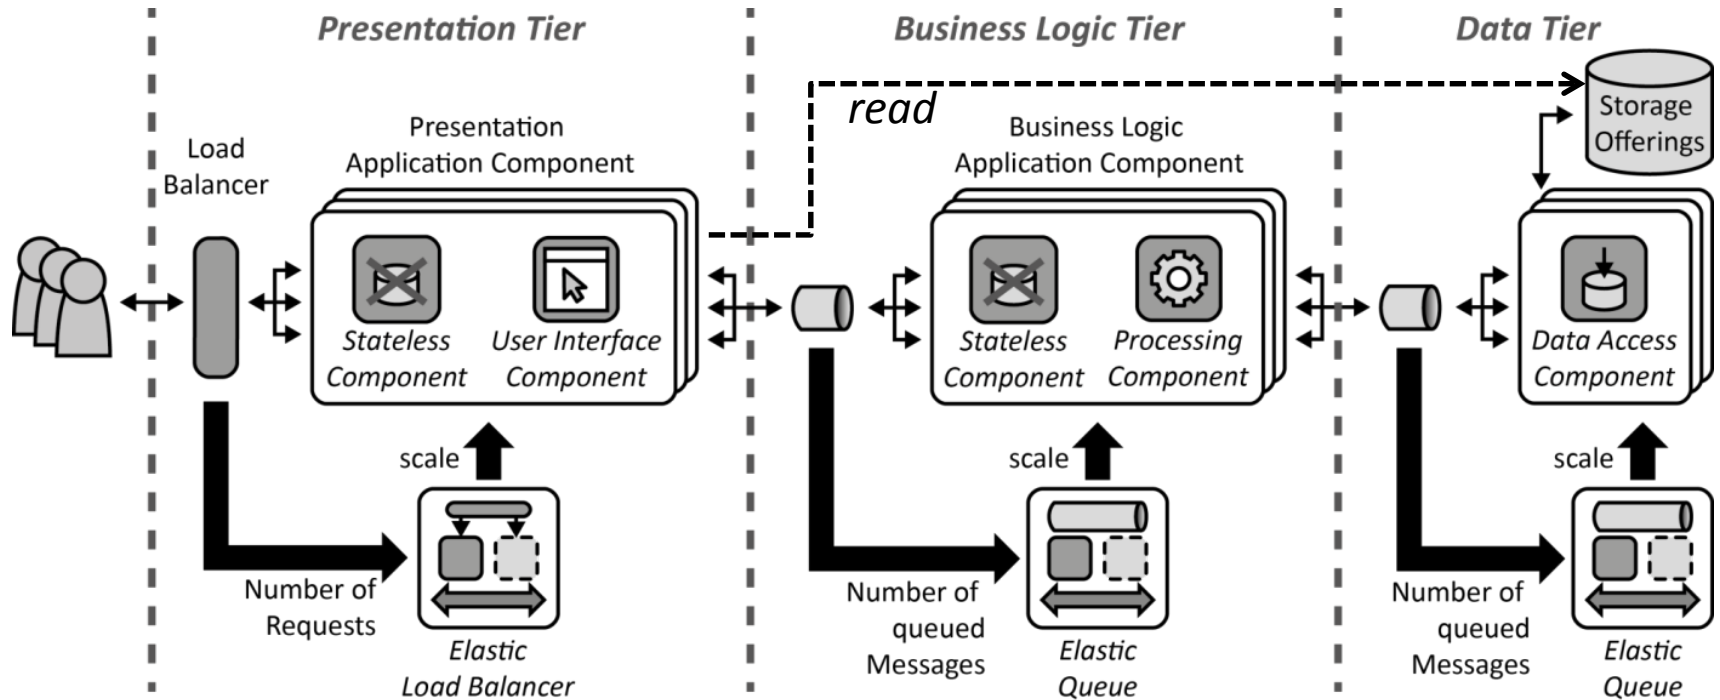 Presentation Tier
Business Logic Tier
Data Tier
read
Storage
Offerings
Load
Balancer
Presentation
Application Component
Business Logic
Application Component
Stateless
Component
User Interface
Component
Stateless
Component
Processing
Component
Data Access
Component
scale
scale
scale
Number of
Requests
Elastic
Load Balancer
Number of
queued
Messages
Elastic
Queue
Number of
queued
Messages
Elastic
Queue